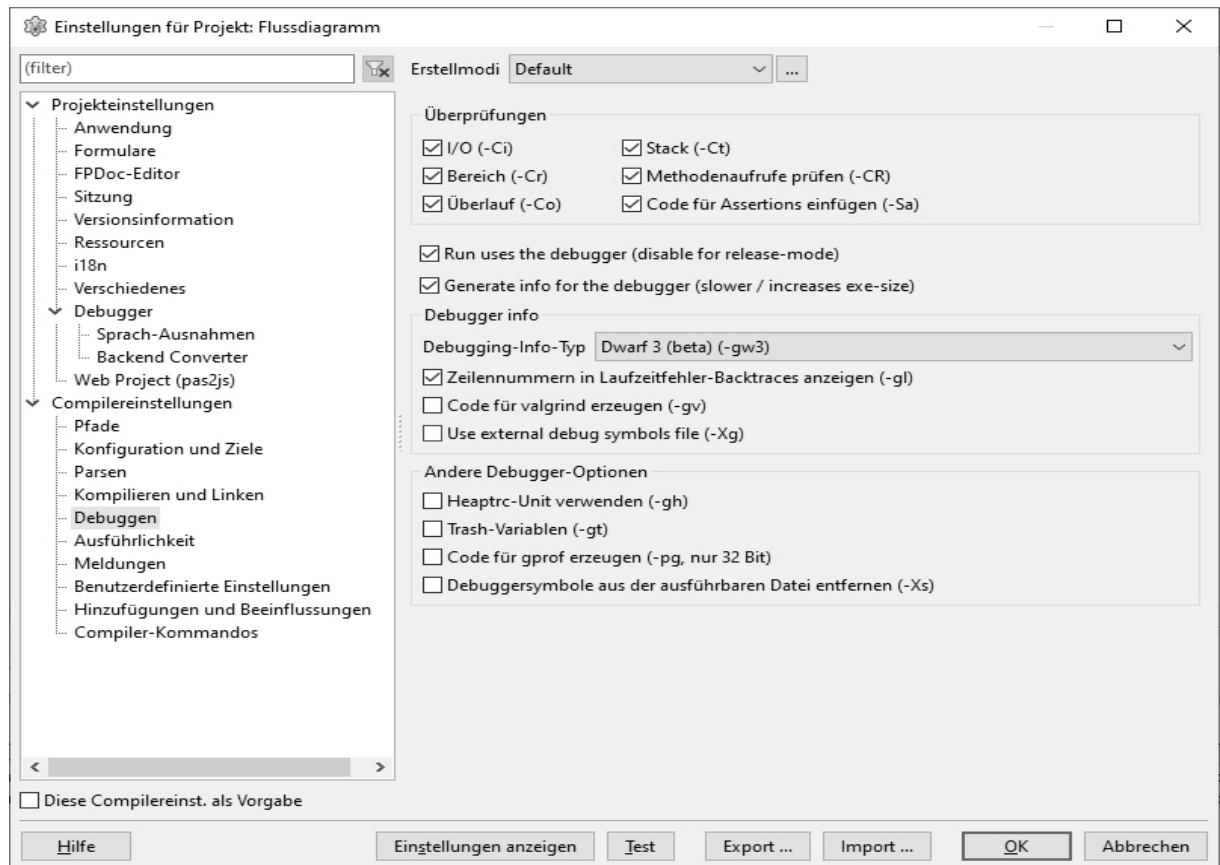 Einstellungen für Projekt: Flussdiagramm
(filter)
Erstellmodi Default ...
Projekteinstellungen
Anwendung
Formulare
FPDoc-Editor
Sitzung
Versionsinformation
Ressourcen
i18n
Verschiedenes
Debugger
Sprach-Ausnahmen
Backend Converter
Web Project (pas2js)
Compilereinstellungen
Pfade
Konfiguration und Ziele
Parsen
Kompilieren und Linken
Debuggen
Ausführlichkeit
Meldungen
Benutzerdefinierte Einstellungen
Hinzufügungen und Beeinflussungen
Compiler-Kommandos
Überprüfungen
I/O (-Ci) Stack (-Ct)
Bereich (-Cr) Methodenaufrufe prüfen (-CR)
Überlauf (-Co) Code für Assertions einfügen (-Sa)
Run uses the debugger (disable for release-mode)
Generate info for the debugger (slower / increases exe-size)
Debugger info
Debugging-Info-Typ Dwarf 3 (beta) (-gw3)
Zeilennummern in Laufzeitfehler-Backtraces anzeigen (-gl)
Code für valgrind erzeugen (-gv)
Use external debug symbols file (-Xg)
Andere Debugger-Optionen
Heaptrc-Unit verwenden (-gh)
Trash-Variablen (-gt)
Code für gprof erzeugen (-pg, nur 32 Bit)
Debuggersymbole aus der ausführbaren Datei entfernen (-Xs)
Diese Compilereinst. als Vorgabe
Hilfe Einstellungen anzeigen Test Export ... Import ... OK Abbrechen